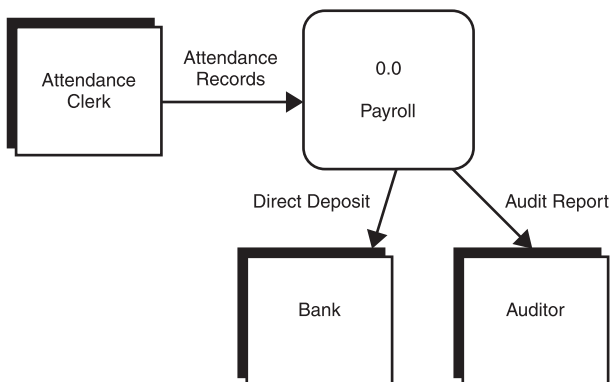 Attendance
Clerk
Attendance
Records
0.0
Payroll
Direct Deposit
Audit Report
Bank
Auditor